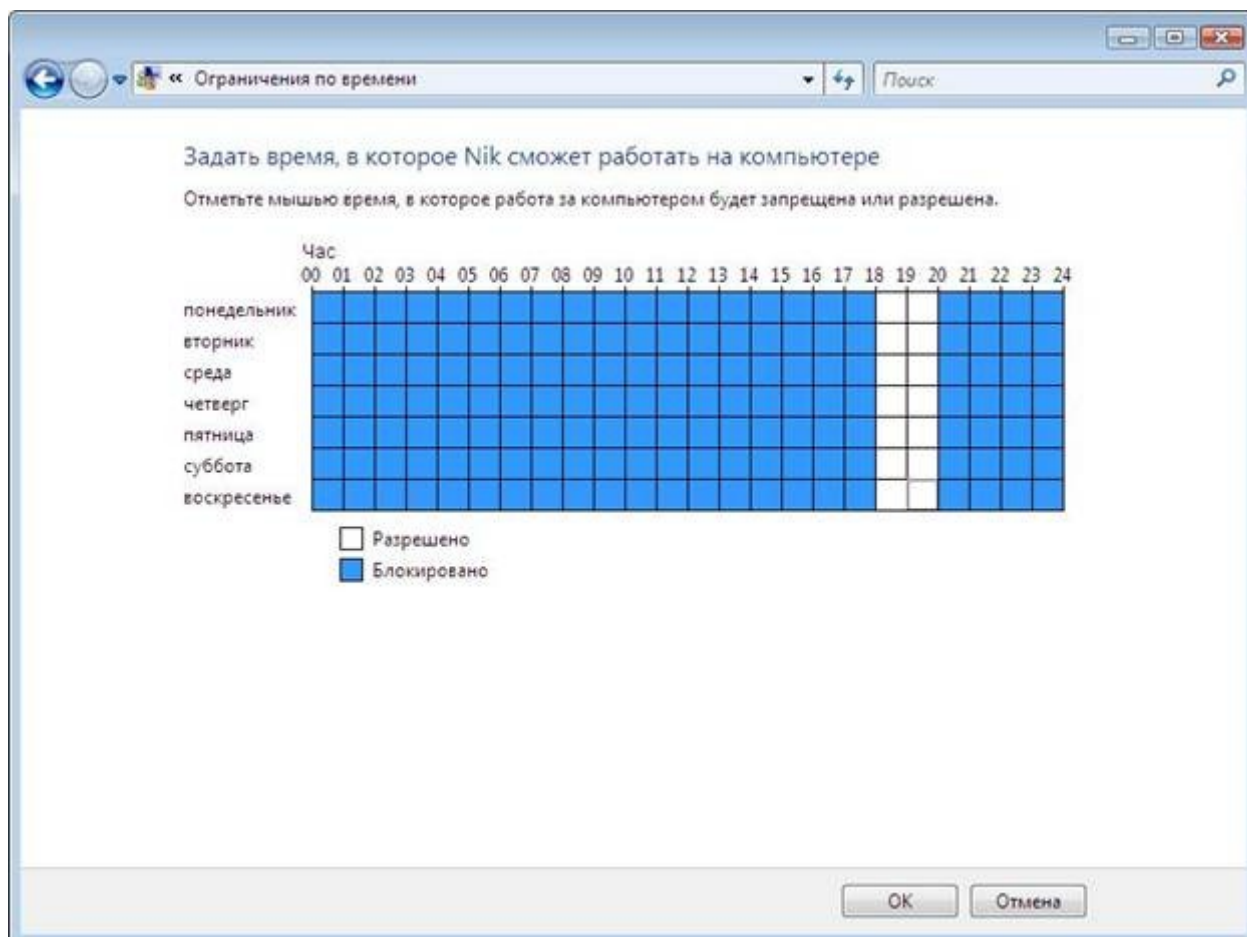 « Ограничения по времени
Поиск
Задать время, в которое Nik сможет работать на компьютере
Отметьте мышью время, в которое работа за компьютером будет запрещена или разрешена.
Час
00 01 02 03 04 05 06 07 08 09 10 11 12 13 14 15 16 17 18 19 20 21 22 23 24
понедельник
вторник
среда
четверг
пятница
суббота
воскресенье
Разрешено
Блокировано
OK Отмена